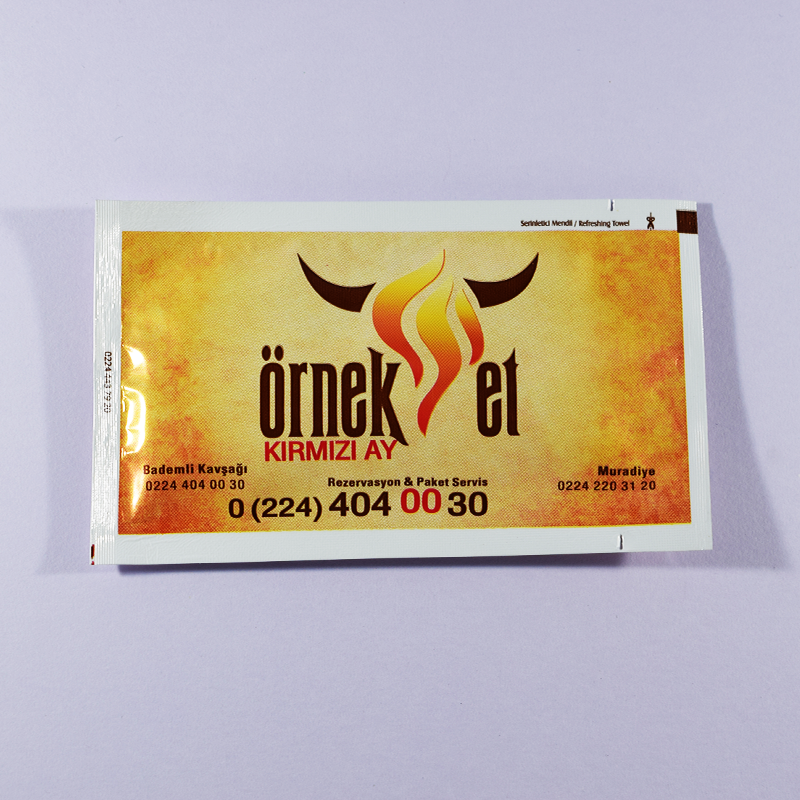 Serinletici Mendil / Refreshing Towel
örnek et
KIRMIZI AY
Bademli Kavşağı
0224 404 00 30
Rezervasyon & Paket Servis
0 (224) 404 00 30
Muradiye
0224 220 31 20